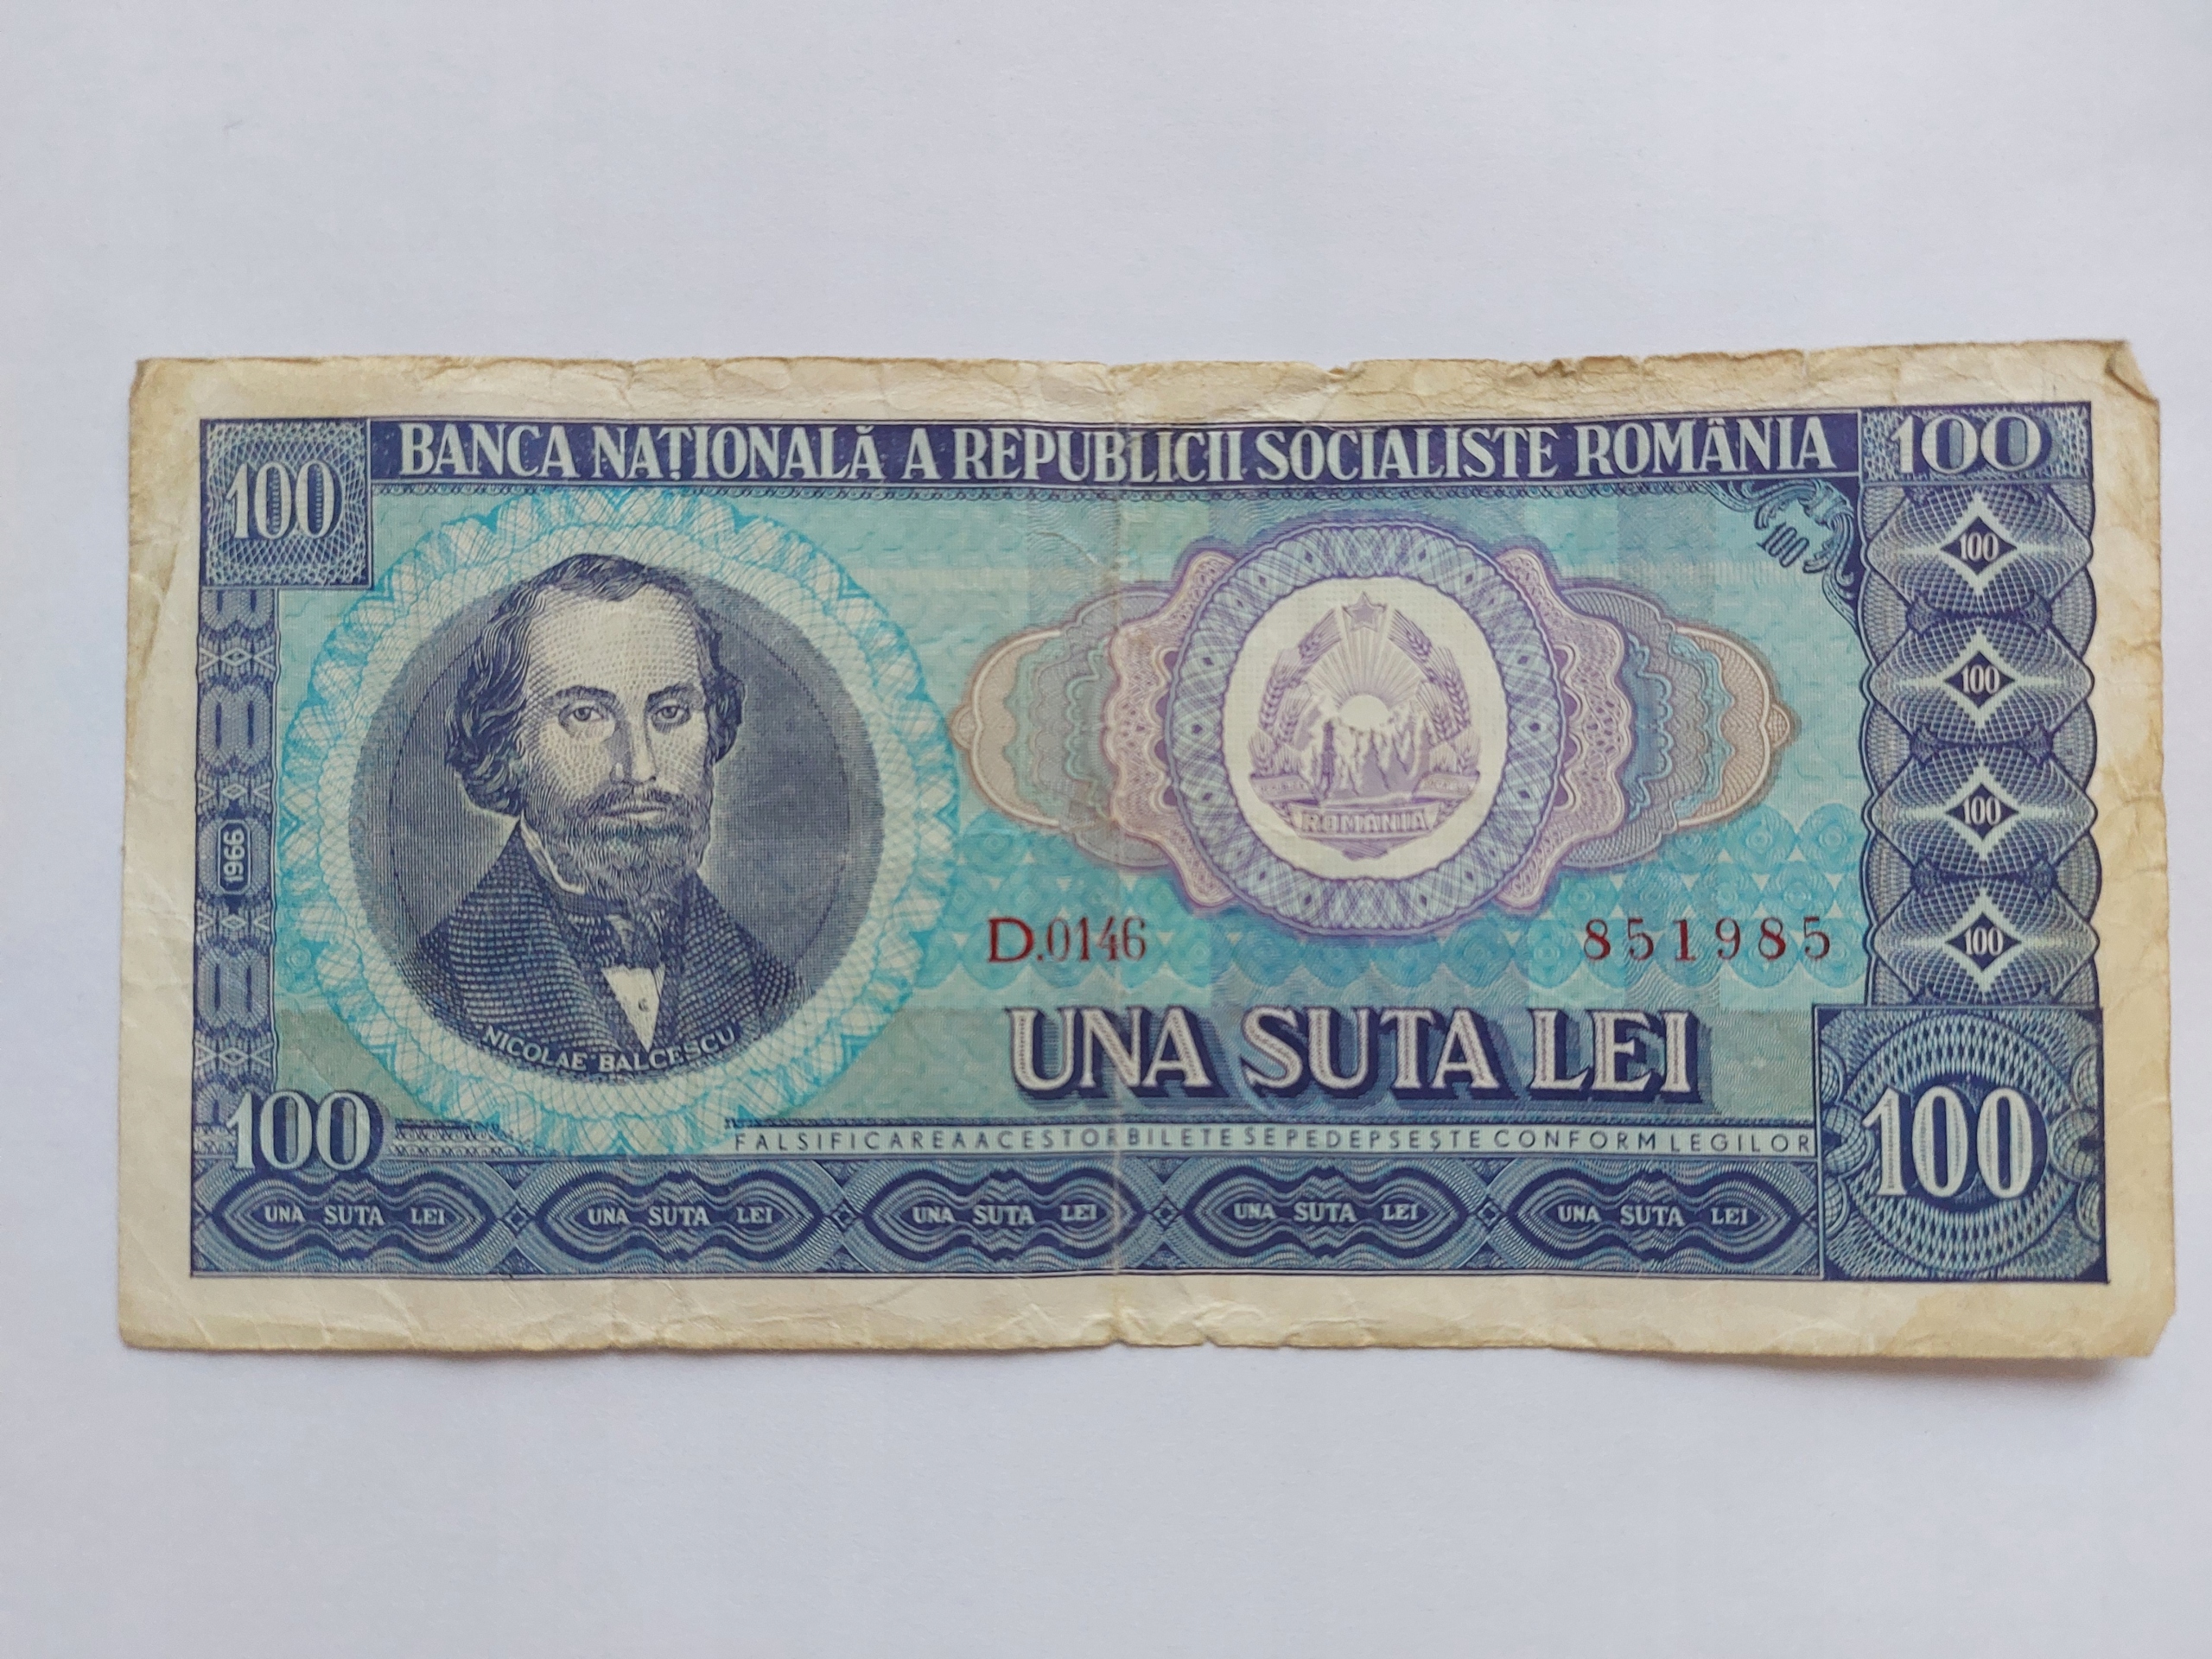 100 BANCA NAȚIONALĂ A REPUBLICII SOCIALISTE ROMÂNIA 100
100
100
100
1966
ROMANIA
100
D.0146 851985
100
NICOLAE BALCESCU
UNA SUTA LEI
100
FALSIFICAREA ACESTOR BILETE SE PEDEPSEȘTE CONFORM LEGILOR
100
UNA SUTA LEI UNA SUTA LEI UNA SUTA LEI UNA SUTA LEI UNA SUTA LEI